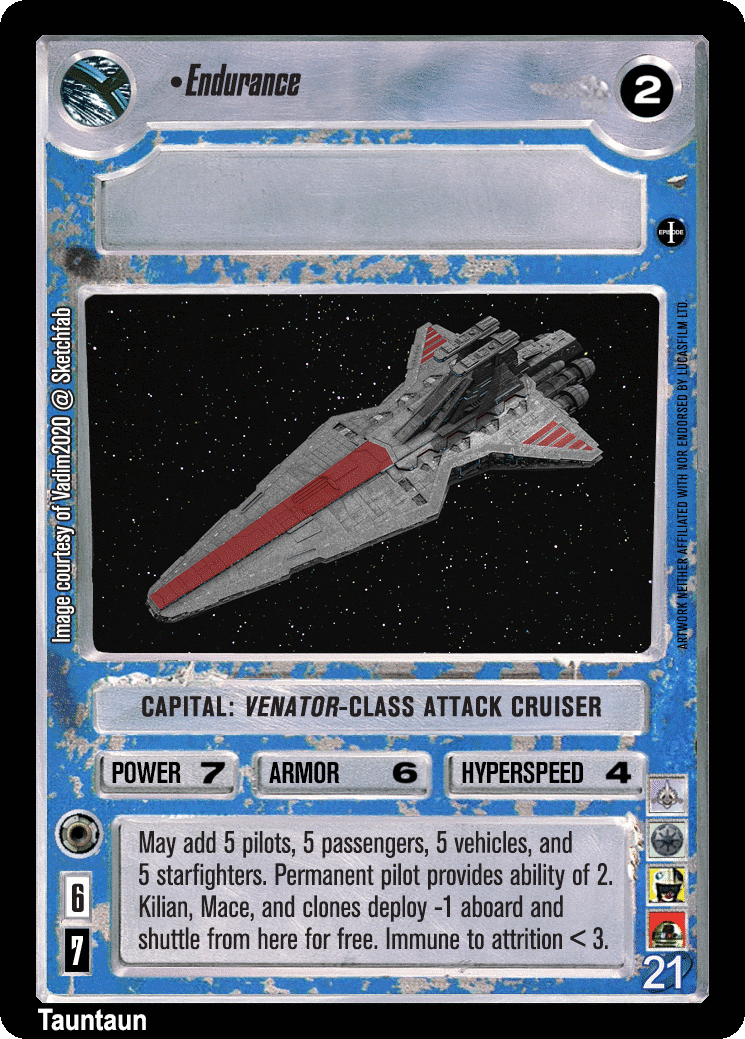 •Endurance
2
EPISODE
I
Image courtesy of Vadim2020 @ Sketchfab
ARTWORK NEITHER AFFILIATED WITH NOR ENDORSED BY LUCASFILM LTD.
CAPITAL: VENATOR-CLASS ATTACK CRUISER
POWER 7
ARMOR 6
HYPERSPEED 4
May add 5 pilots, 5 passengers, 5 vehicles, and
5 starfighters. Permanent pilot provides ability of 2.
Kilian, Mace, and clones deploy -1 aboard and
shuttle from here for free. Immune to attrition < 3.
6
7
21
Tauntaun